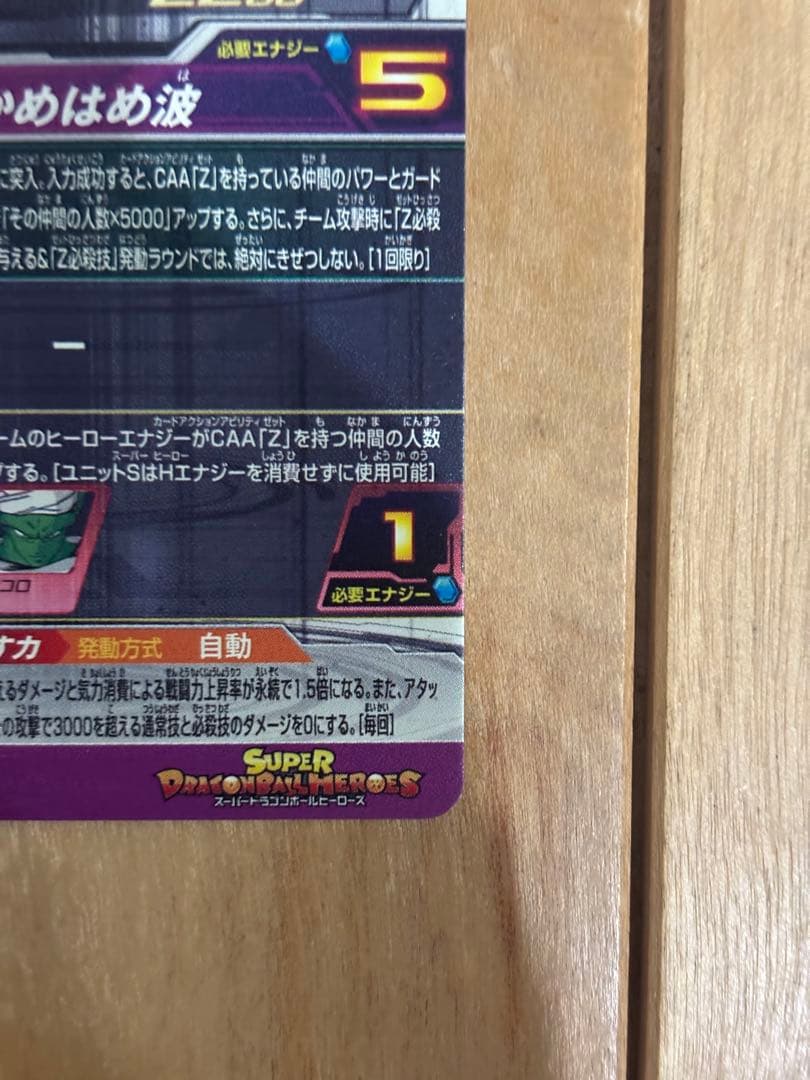 必要エナジー 5
かめはめ波
に突入。入力成功すると、CAA「Z」を持っている仲間のパワーとガード
「その仲間の人数×5000」アップする。さらに、チーム攻撃時に「Z必殺
与える&「Z必殺技」発動ラウンドでは、絶対にきぜつしない。[1回限り]
ー
ームのヒーローエナジーがCAA「Z」を持つ仲間の人数
プする。[ユニットSはHエナジーを消費せずに使用可能]
1
コロ
必要エナジー
すカ 発動方式 自動
えるダメージと気力消費による戦闘力上昇率が永続で1.5倍になる。また、アタッ
の攻撃で3000を超える通常技と必殺技のダメージを0にする。[毎回]
SUPER
DRAGONBALL HEROES
スーパードラゴンボールヒーローズ